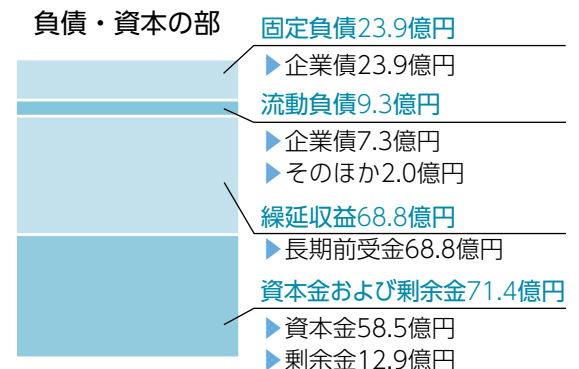 負債・資本の部
固定負債23.9億円
▶企業債23.9億円
流動負債9.3億円
▶企業債7.3億円
▶そのほか2.0億円
繰延収益68.8億円
▶長期前受金68.8億円
資本金および剰余金71.4億円
▶資本金58.5億円
▶剰余金12.9億円